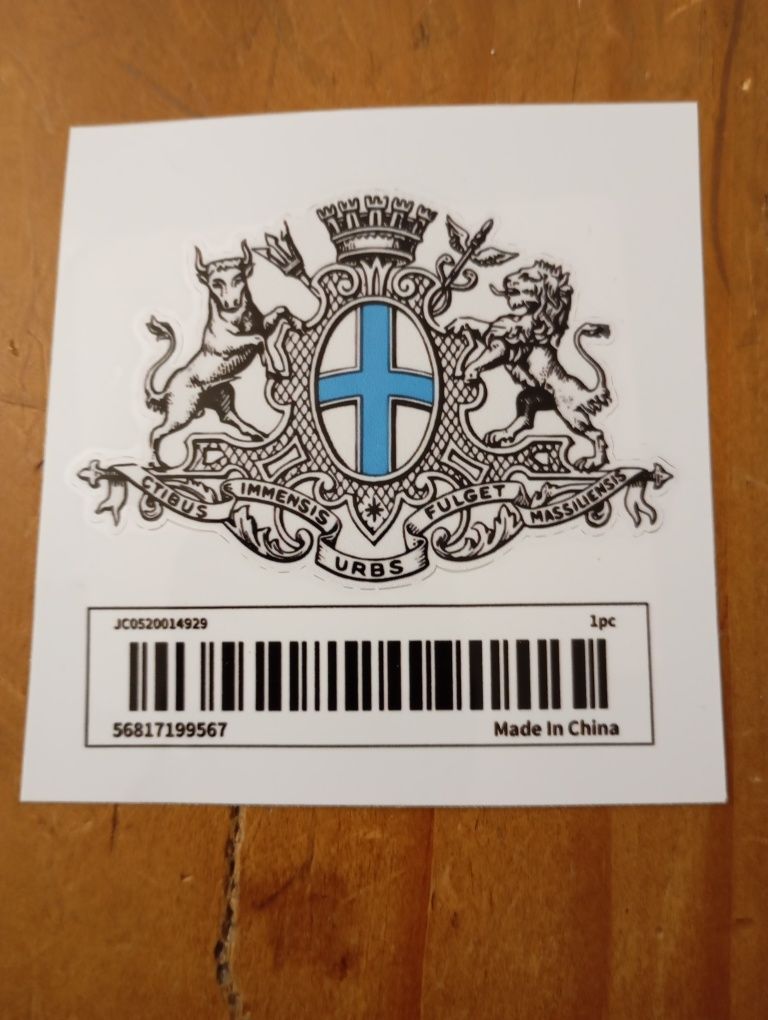 CTIBUS IMMENSIS URBS FULGET MASSILIENSIS
JC0520014929 1pc
56817199567 Made In China